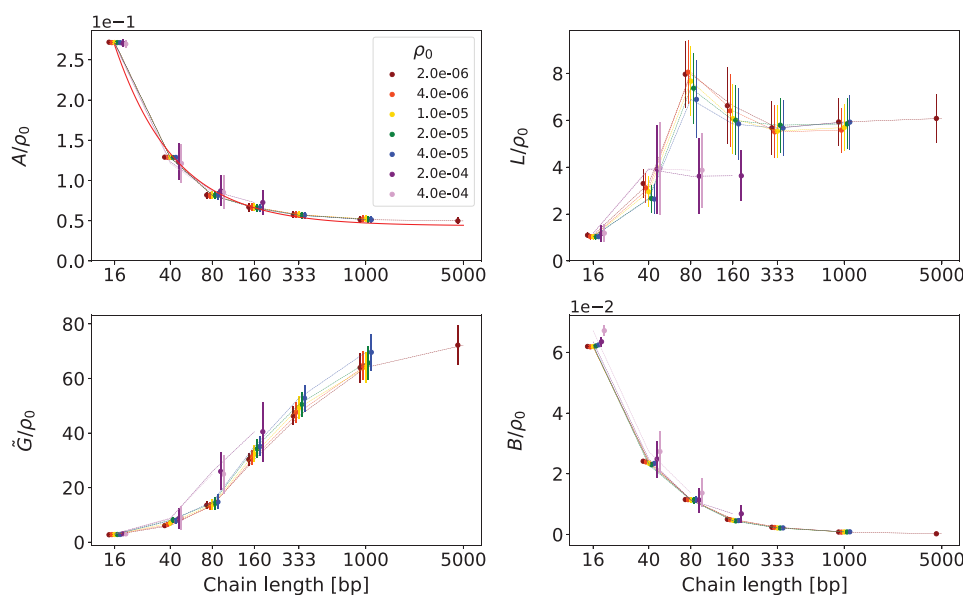 1e−1
A/ρ₀
2.5
2.0
1.5
1.0
0.5
0.0
16 40 80 160 333 1000 5000
ρ₀
2.0e-06
4.0e-06
1.0e-05
2.0e-05
4.0e-05
2.0e-04
4.0e-04
L/ρ₀
8
6
4
2
0
16 40 80 160 333 1000 5000
G̃/ρ₀
80
60
40
20
0
16 40 80 160 333 1000 5000
Chain length [bp]
1e−2
B/ρ₀
6
4
2
0
16 40 80 160 333 1000 5000
Chain length [bp]